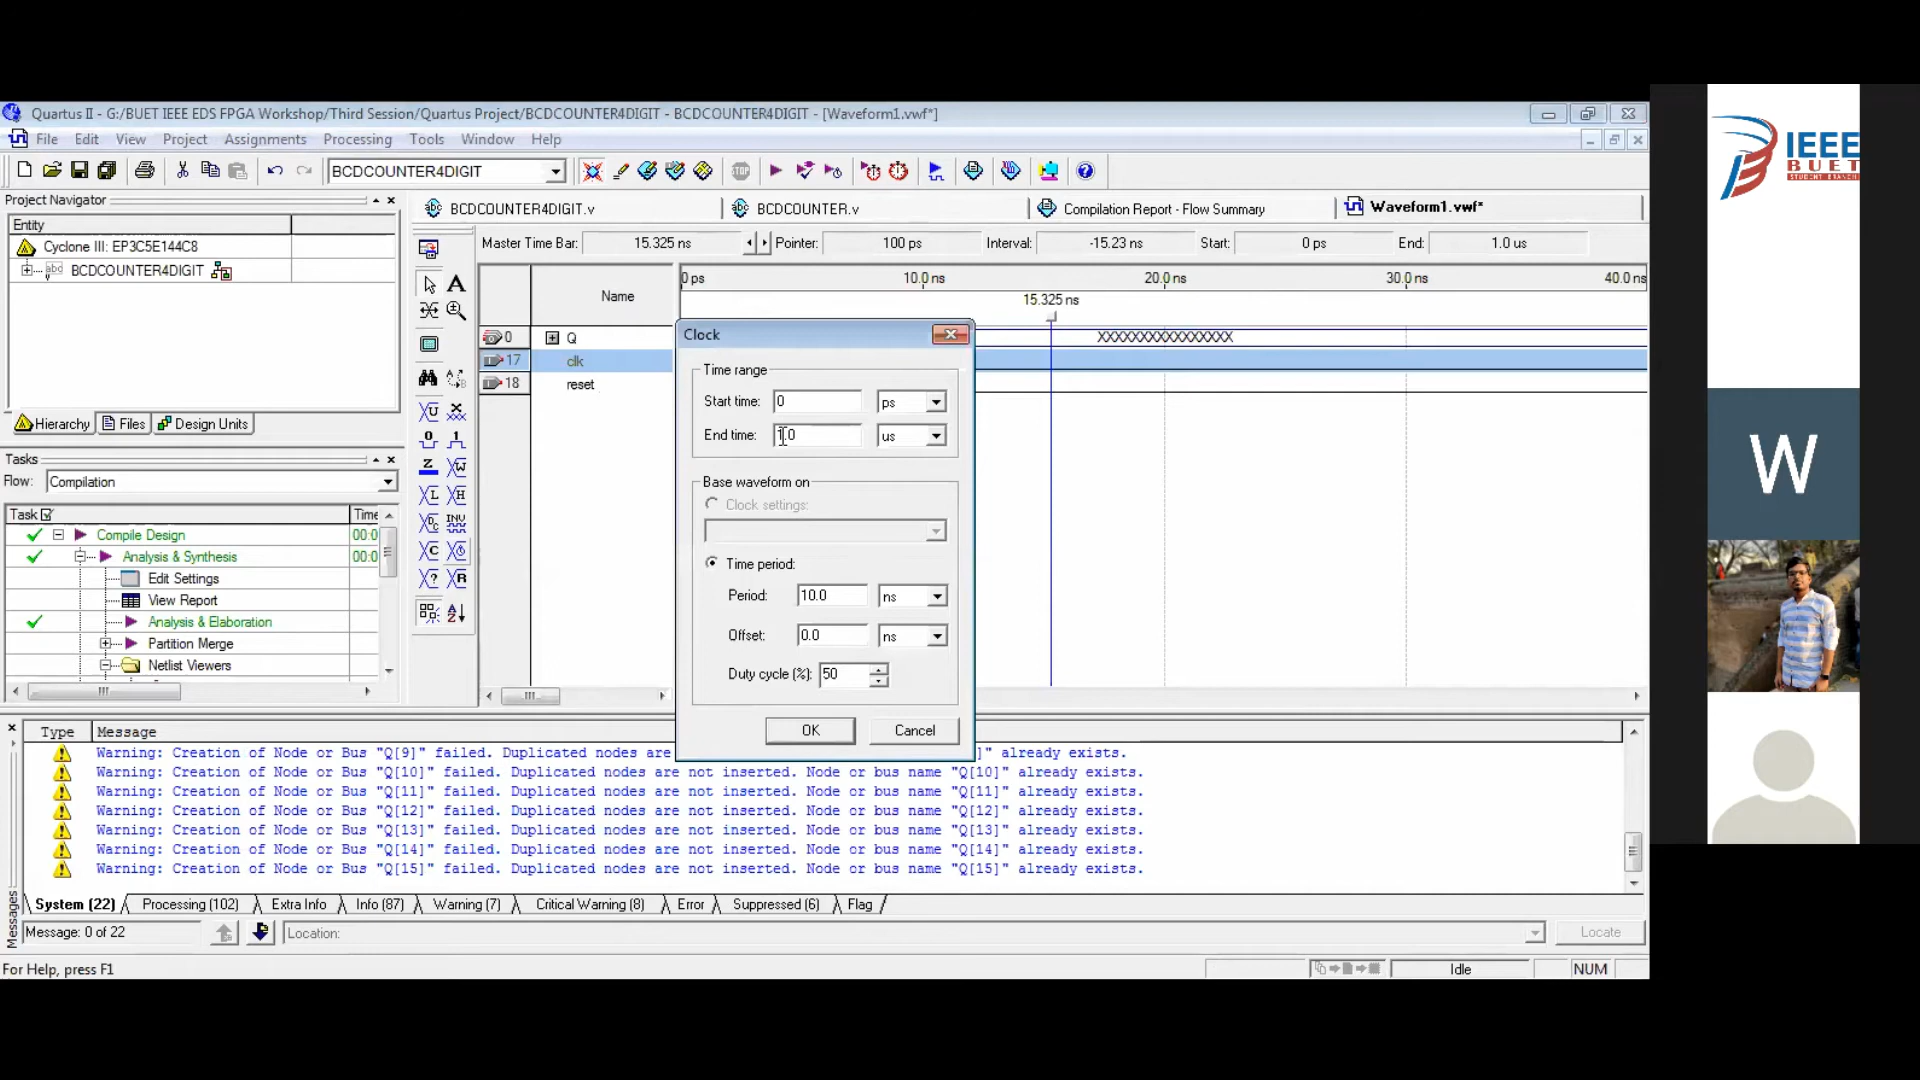 Quartus II - G:/BUET IEEE EDS FPGA Workshop/Third Session/Quartus Project/BCDCOUNTER4DIGIT - BCDCOUNTER4DIGIT - [Waveform1.vwf*]
File Edit View Project Assignments Processing Tools Window Help
BCDCOUNTER4DIGIT
Project Navigator
BCDCOUNTER4DIGIT.v
BCDCOUNTER.v
Compilation Report - Flow Summary
Waveform1.vwf*
Entity
Cyclone III: EP3C5E144C8
BCDCOUNTER4DIGIT
Hierarchy Files Design Units
Master Time Bar: 15.325 ns Pointer: 100 ps Interval: -15.23 ns Start: 0 ps End: 1.0 us
Name
0 ps 10.0 ns 20.0 ns 30.0 ns 40.0 ns
15.325 ns
0 Q XXXXXXXXXXXXXXXX
17 clk
18 reset
Clock
Time range
Start time: 0 ps
End time: 1.0 us
Base waveform on
Clock settings:
Time period:
Period: 10.0 ns
Offset: 0.0 ns
Duty cycle (%): 50
OK Cancel
Tasks
Flow: Compilation
Task Time
Compile Design 00:0
Analysis & Synthesis 00:0
Edit Settings
View Report
Analysis & Elaboration
Partition Merge
Netlist Viewers
Type Message
Warning: Creation of Node or Bus "Q[9]" failed. Duplicated nodes are ]" already exists.
Warning: Creation of Node or Bus "Q[10]" failed. Duplicated nodes are not inserted. Node or bus name "Q[10]" already exists.
Warning: Creation of Node or Bus "Q[11]" failed. Duplicated nodes are not inserted. Node or bus name "Q[11]" already exists.
Warning: Creation of Node or Bus "Q[12]" failed. Duplicated nodes are not inserted. Node or bus name "Q[12]" already exists.
Warning: Creation of Node or Bus "Q[13]" failed. Duplicated nodes are not inserted. Node or bus name "Q[13]" already exists.
Warning: Creation of Node or Bus "Q[14]" failed. Duplicated nodes are not inserted. Node or bus name "Q[14]" already exists.
Warning: Creation of Node or Bus "Q[15]" failed. Duplicated nodes are not inserted. Node or bus name "Q[15]" already exists.
System (22) Processing (102) Extra Info Info (87) Warning (7) Critical Warning (8) Error Suppressed (6) Flag
Messages
Message: 0 of 22 Location: Locate
For Help, press F1 Idle NUM
IEEE
BUET
STUDENT BRANCH
W